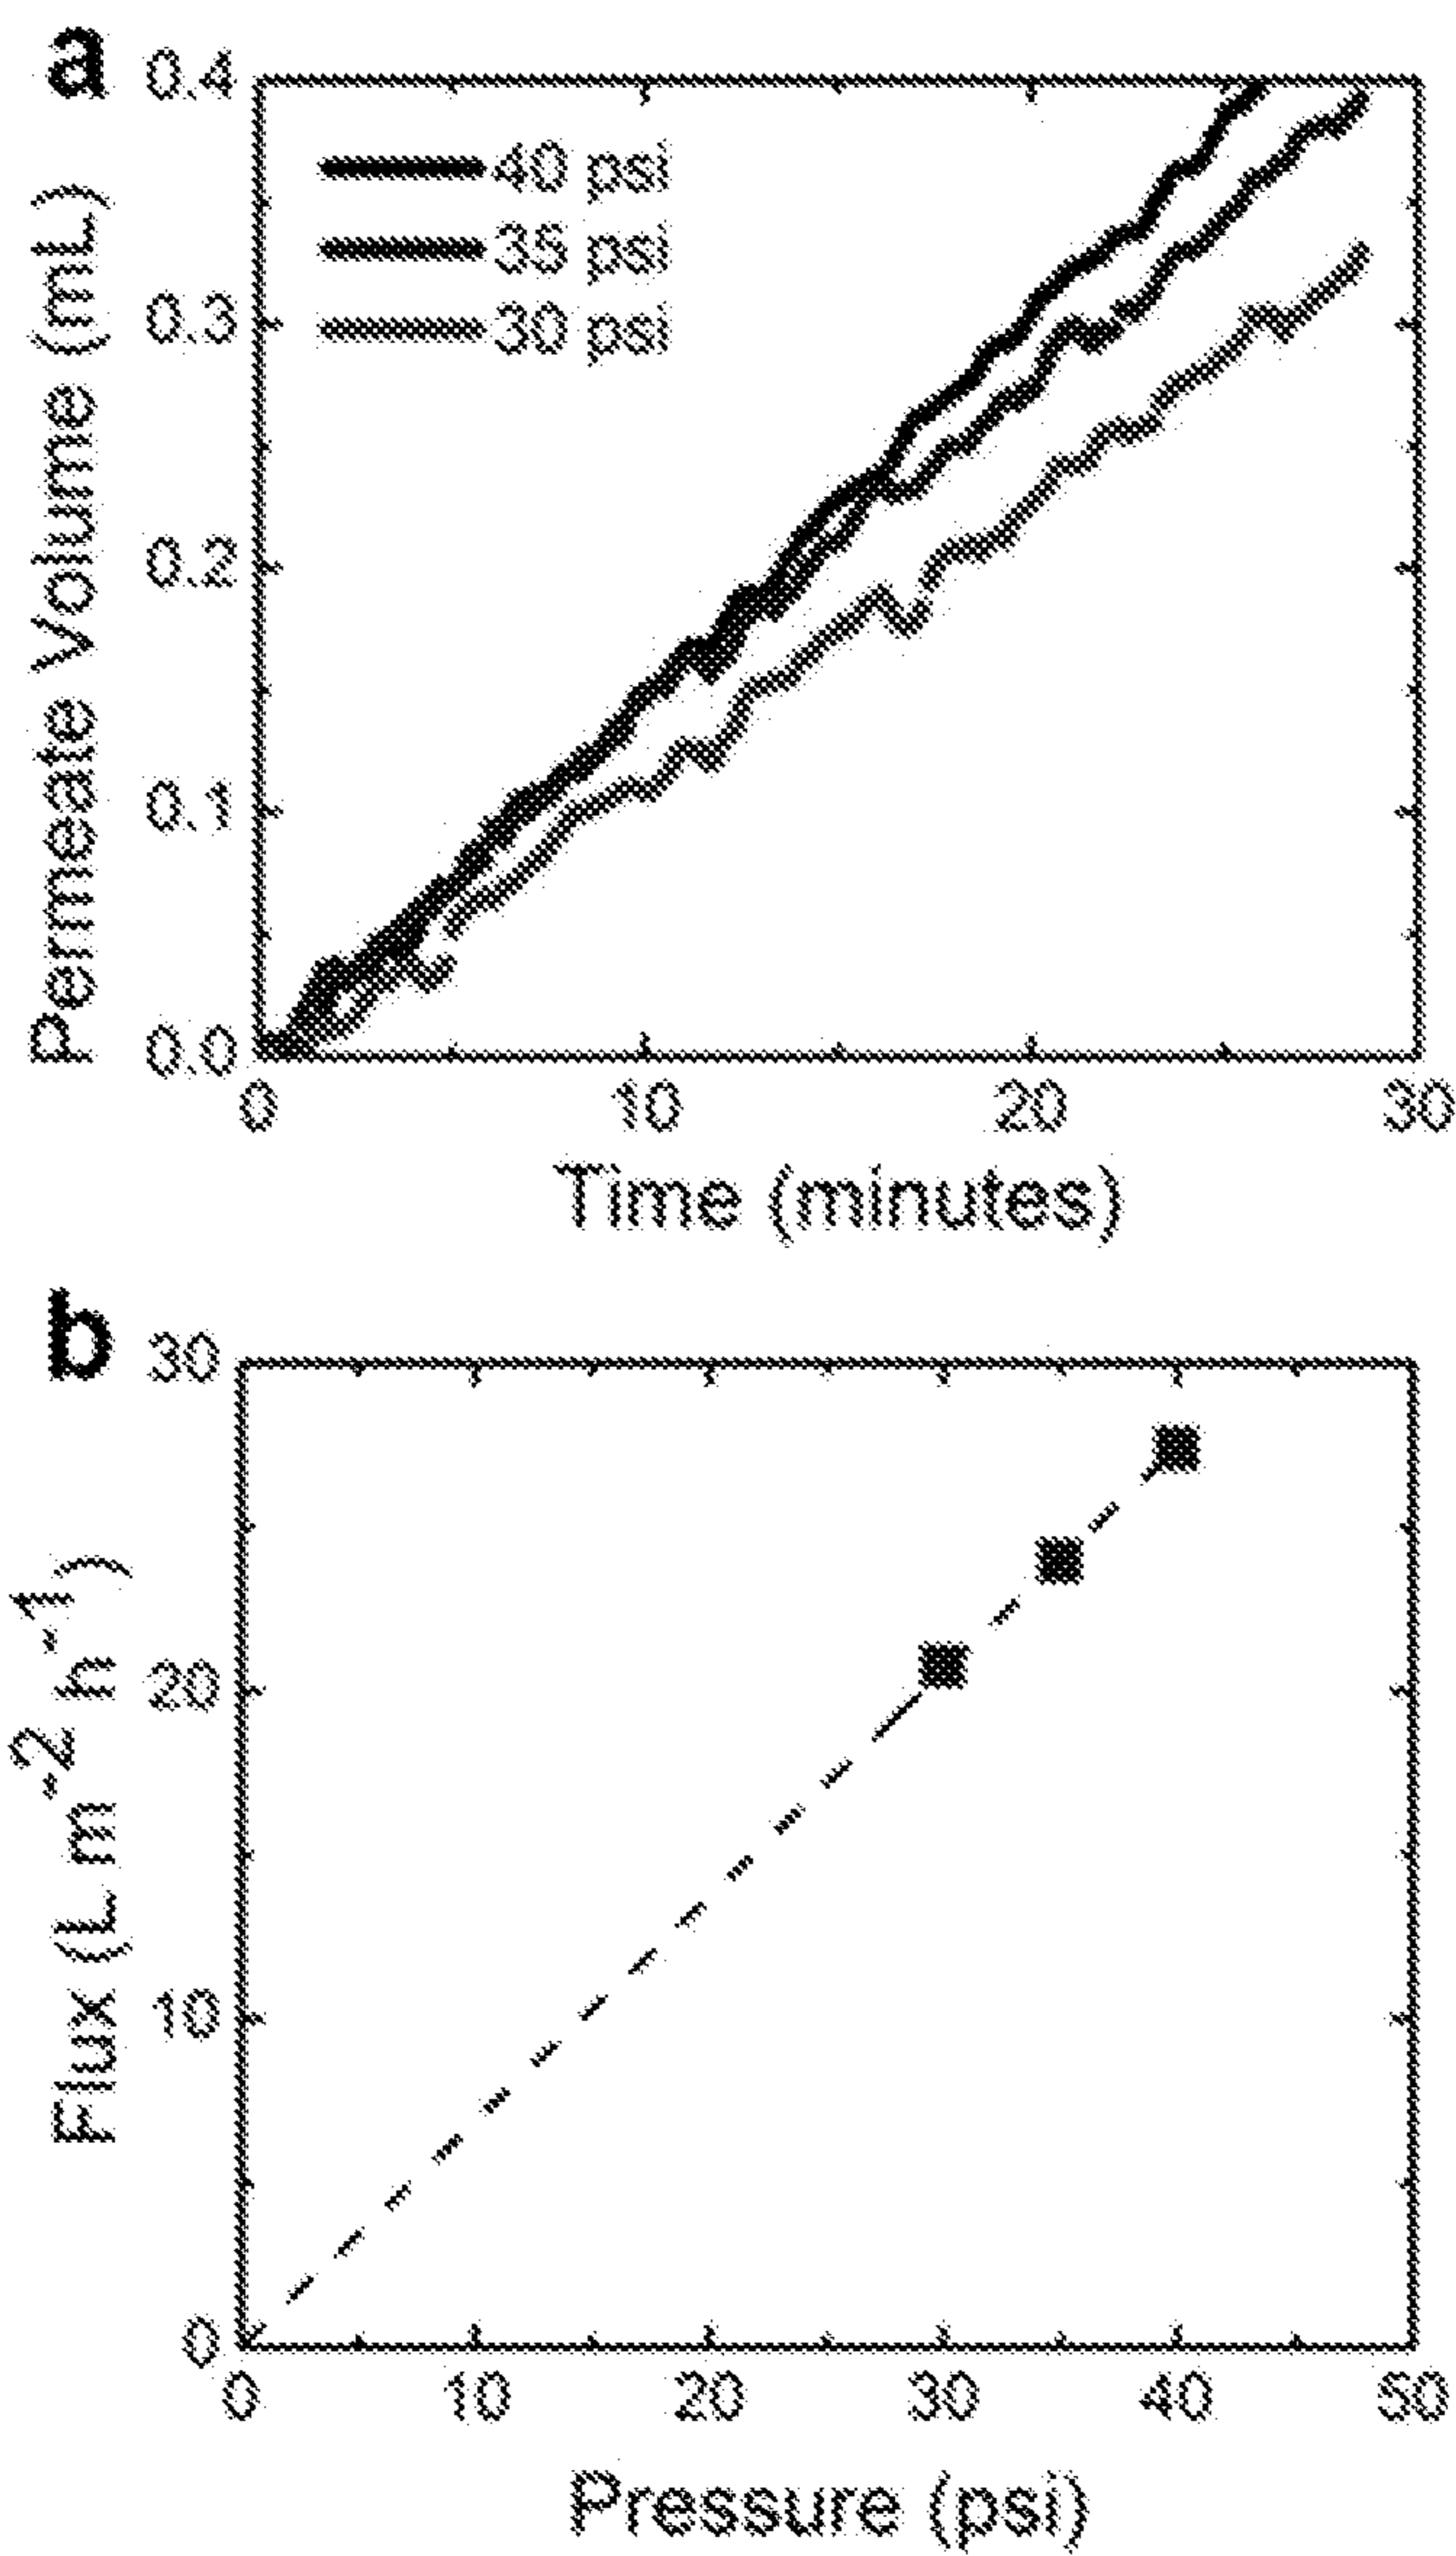 a
0.4
0.3
0.2
0.1
0.0
Permeate Volume (mL)
40 psi
35 psi
30 psi
0 10 20 30
Time (minutes)
b
30
20
10
0
Flux (L m⁻² h⁻¹)
0 10 20 30 40 50
Pressure (psi)